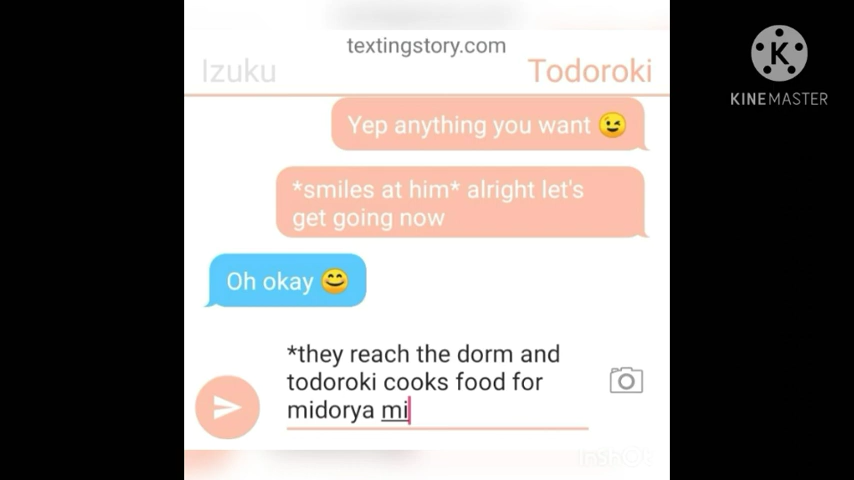 textingstory.com
Izuku
Todoroki
Yep anything you want 😉
*smiles at him* alright let's
get going now
Oh okay 😊
*they reach the dorm and
todoroki cooks food for
midorya mi
K
KINEMASTER
InShOt